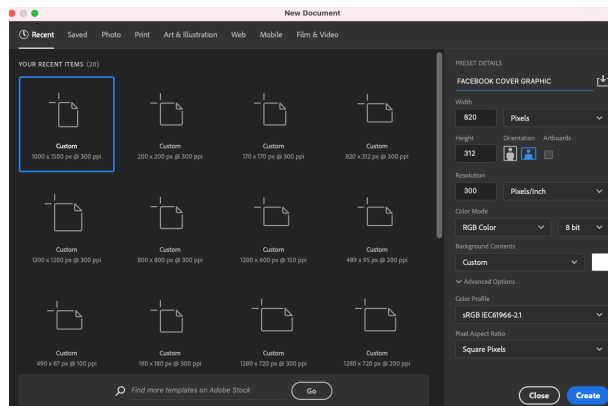 New Document
Recent Saved Photo Print Art & Illustration Web Mobile Film & Video
YOUR RECENT ITEMS (20)
Custom
1000 x 1500 px @ 300 ppi
Custom
200 x 200 px @ 300 ppi
Custom
170 x 170 px @ 300 ppi
Custom
820 x 312 px @ 300 ppi
Custom
1200 x 1200 px @ 300 ppi
Custom
800 x 800 px @ 300 ppi
Custom
1200 x 600 px @ 150 ppi
Custom
489 x 95 px @ 200 ppi
Custom
490 x 87 px @ 100 ppi
Custom
180 x 180 px @ 300 ppi
Custom
1280 x 720 px @ 300 ppi
Custom
1280 x 720 px @ 200 ppi
Find more templates on Adobe Stock
Go
PRESET DETAILS
FACEBOOK COVER GRAPHIC
Width
820 Pixels
Height Orientation Artboards
312
Resolution
300 Pixels/Inch
Color Mode
RGB Color 8 bit
Background Contents
Custom
Advanced Options
Color Profile
sRGB IEC61966-2.1
Pixel Aspect Ratio
Square Pixels
Close Create